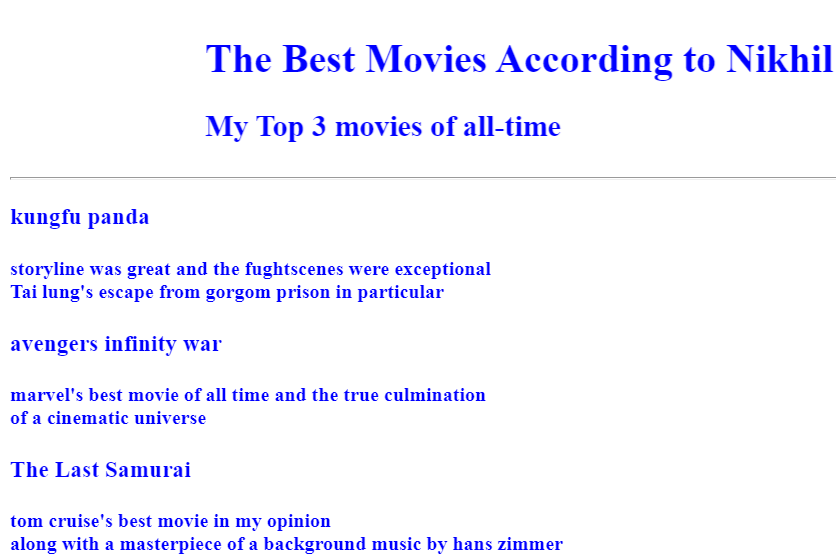 The Best Movies According to Nikhil
My Top 3 movies of all-time
kungfu panda
storyline was great and the fughtscenes were exceptional
Tai lung's escape from gorgom prison in particular
avengers infinity war
marvel's best movie of all time and the true culmination
of a cinematic universe
The Last Samurai
tom cruise's best movie in my opinion
along with a masterpiece of a background music by hans zimmer